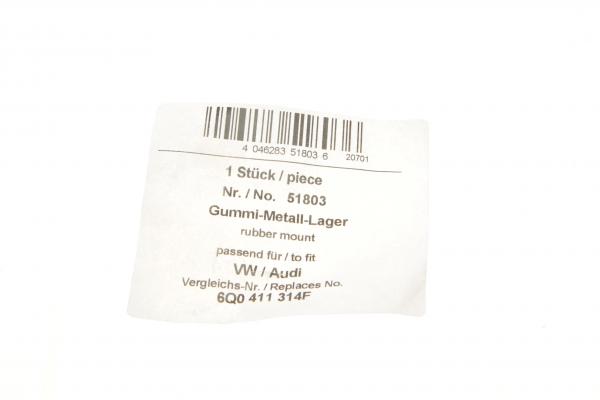 4 046283 51803 6 20701
1 Stück / piece
Nr. / No. 51803
Gummi-Metall-Lager
rubber mount
passend für / to fit
VW / Audi
Vergleichs-Nr. / Replaces No.
6Q0 411 314F